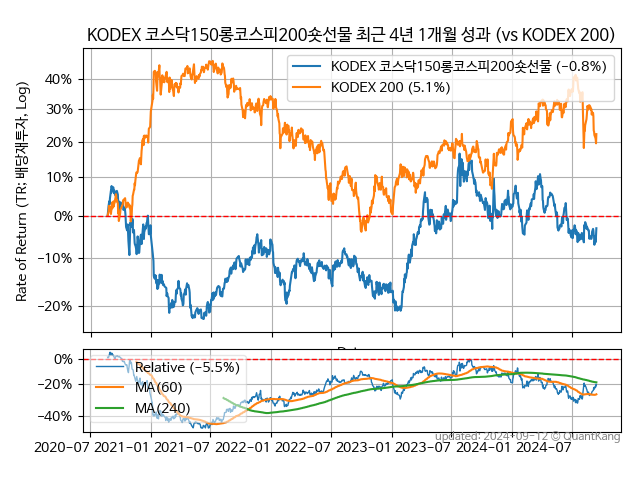 KODEX 코스닥150롱코스피200숏선물 최근 4년 1개월 성과 (vs KODEX 200)
Rate of Return (TR: 배당재투자, Log)
KODEX 코스닥150롱코스피200숏선물 (−0.8%)
KODEX 200 (5.1%)
40%
30%
20%
10%
0%
−10%
−20%
0%
−20%
−40%
Relative (−5.5%)
MA(60)
MA(240)
2020−07 2021−01 2021−07 2022−01 2022−07 2023−01 2023−07 2024−01 2024−07
updated: 2024-09-12 © QuantKang